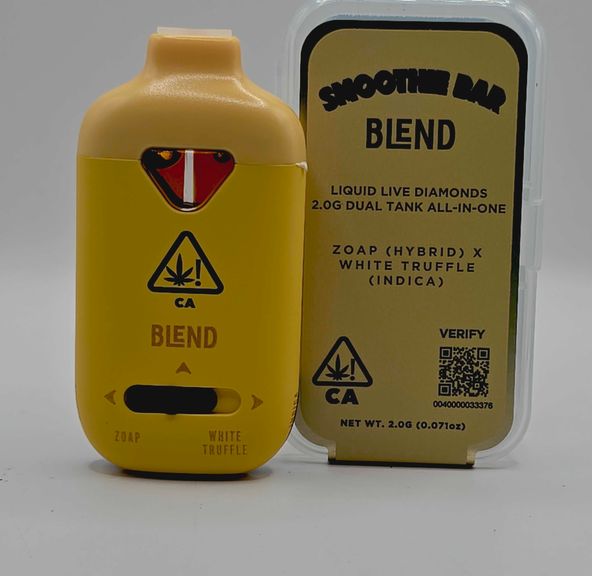 CA
BLEND
ZOAP
WHITE
TRUFFLE
SMOOTHIE BAR
BLEND
LIQUID LIVE DIAMONDS
2.0G DUAL TANK ALL-IN-ONE
ZOAP (HYBRID) X
WHITE TRUFFLE
(INDICA)
VERIFY
0040000033376
CA
NET WT. 2.0G (0.071oz)